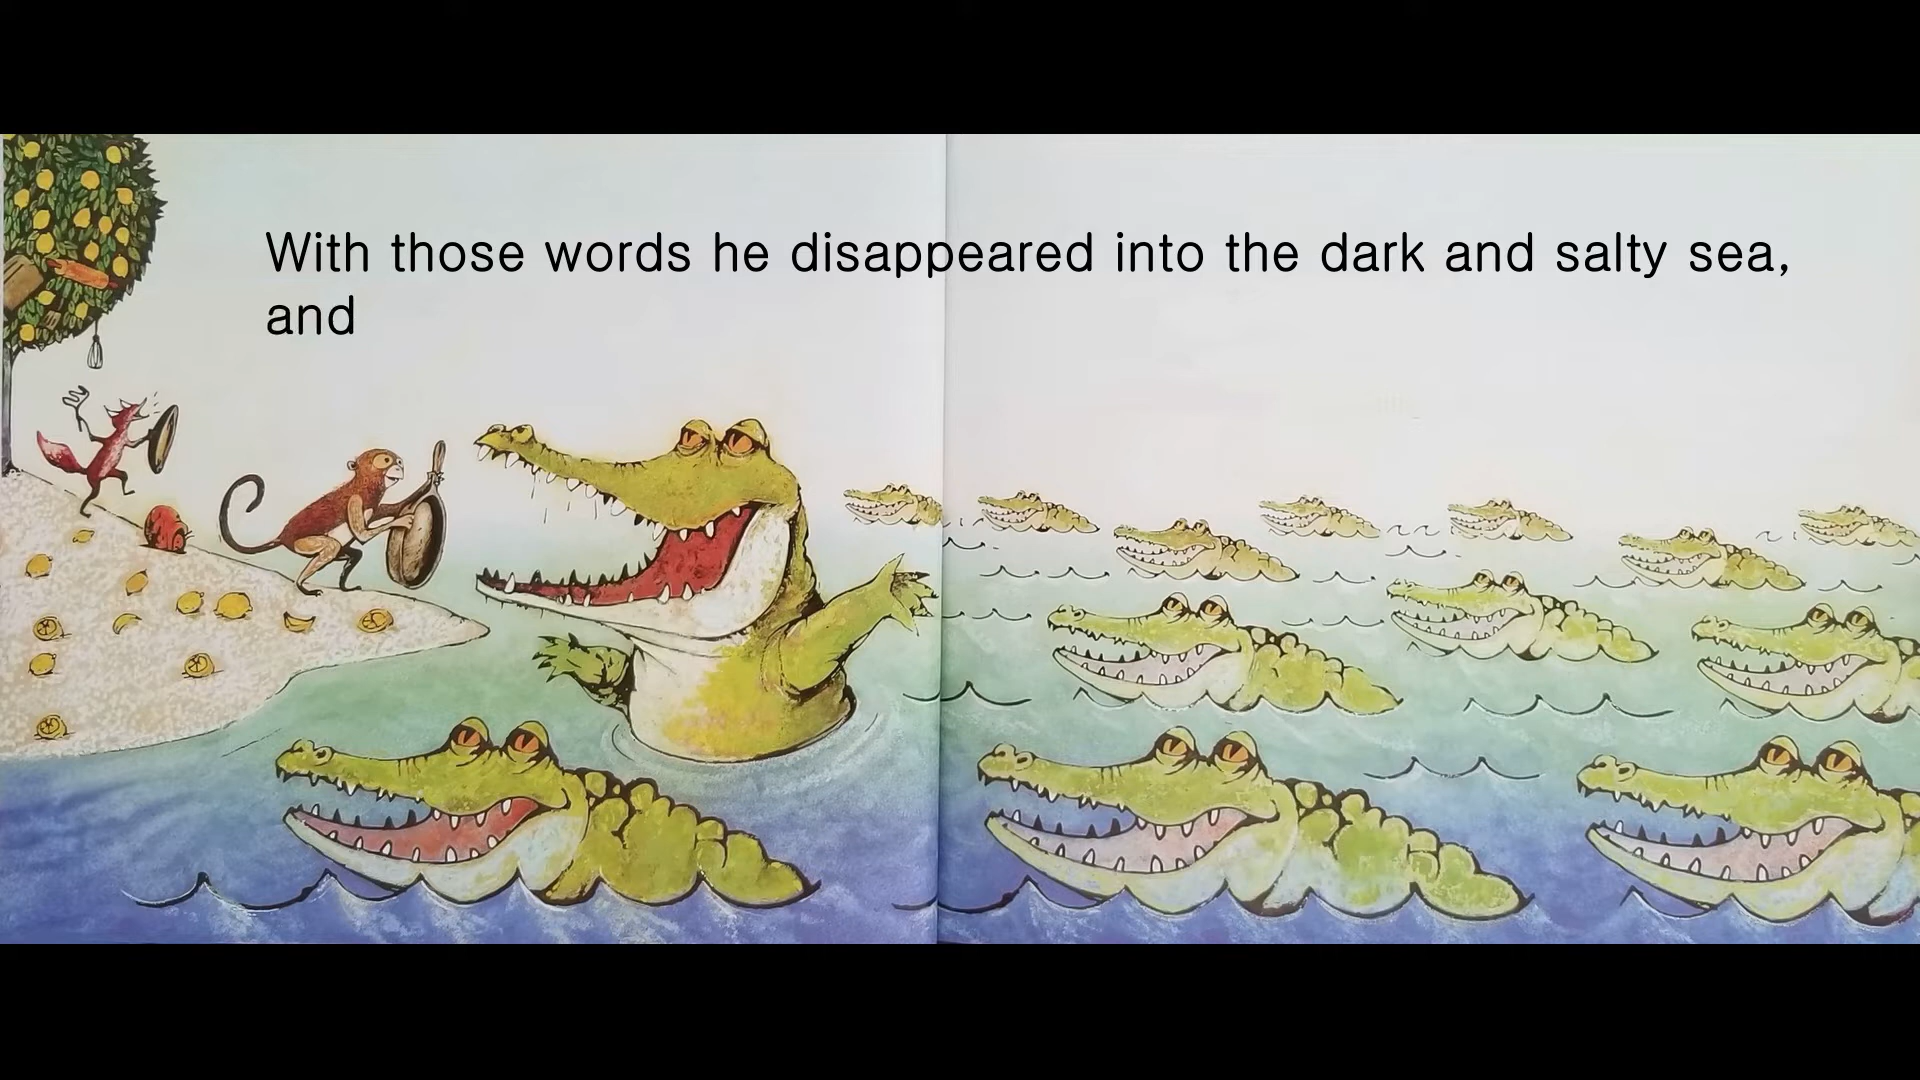 With those words he disappeared into the dark and salty sea,
and